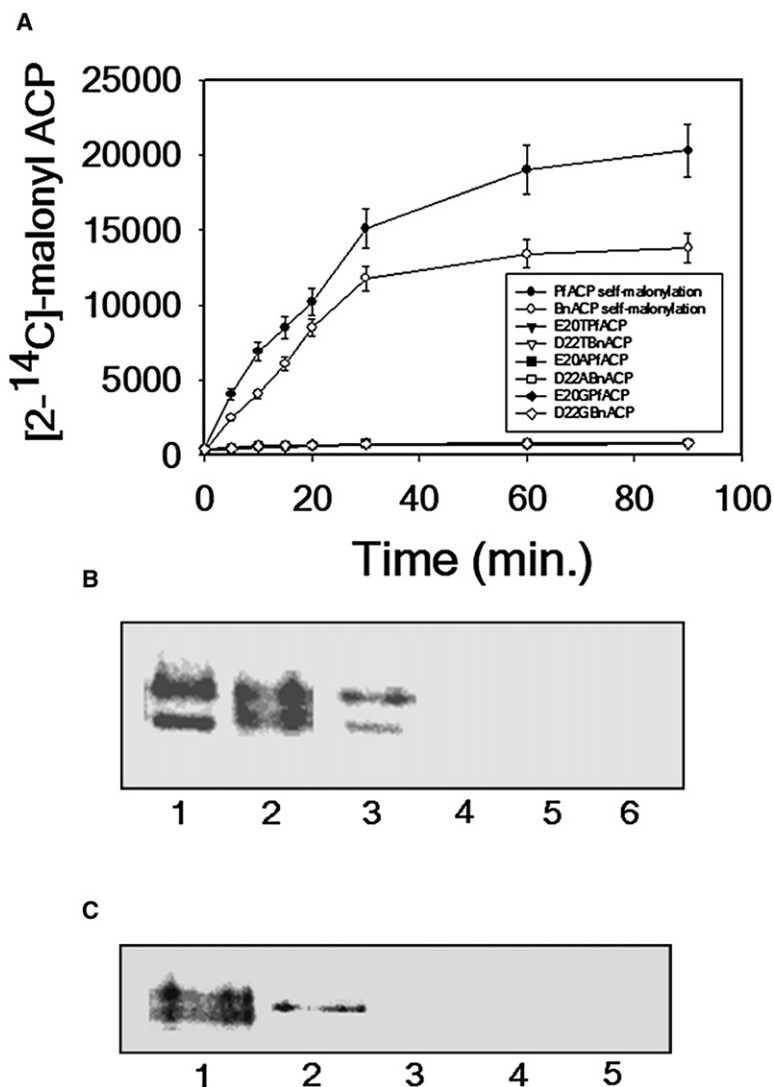 A
[2-¹⁴C]-malonyl ACP
25000
20000
15000
10000
5000
0
PfACP self-malonylation
BnACP self-malonylation
E20TPfACP
D22TBnACP
E20APfACP
D22ABnACP
E20GPfACP
D22GBnACP
0 20 40 60 80 100
Time (min.)
B
1 2 3 4 5 6
C
1 2 3 4 5